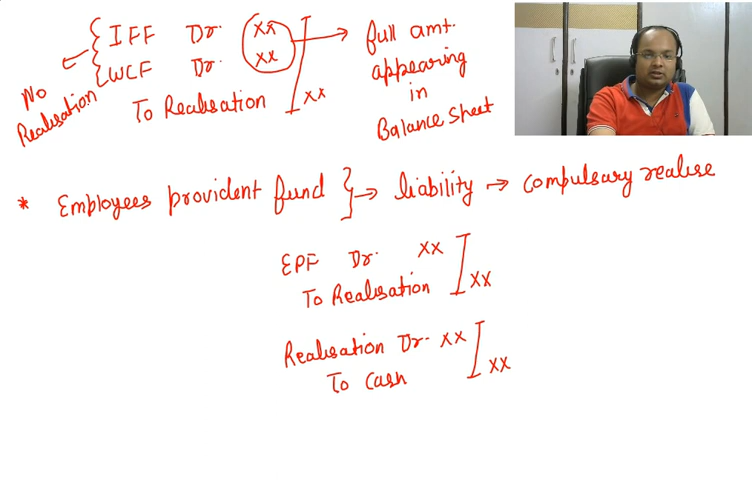 IFF Dr. XX
WCF Dr. XX
To Realisation XX
No
Realisation
full amt.
appearing
in
Balance Sheet
* Employees provident fund } → liability → Compulsary realise
EPF Dr. XX
To Realisation XX
Realisation Dr. XX
To Cash XX